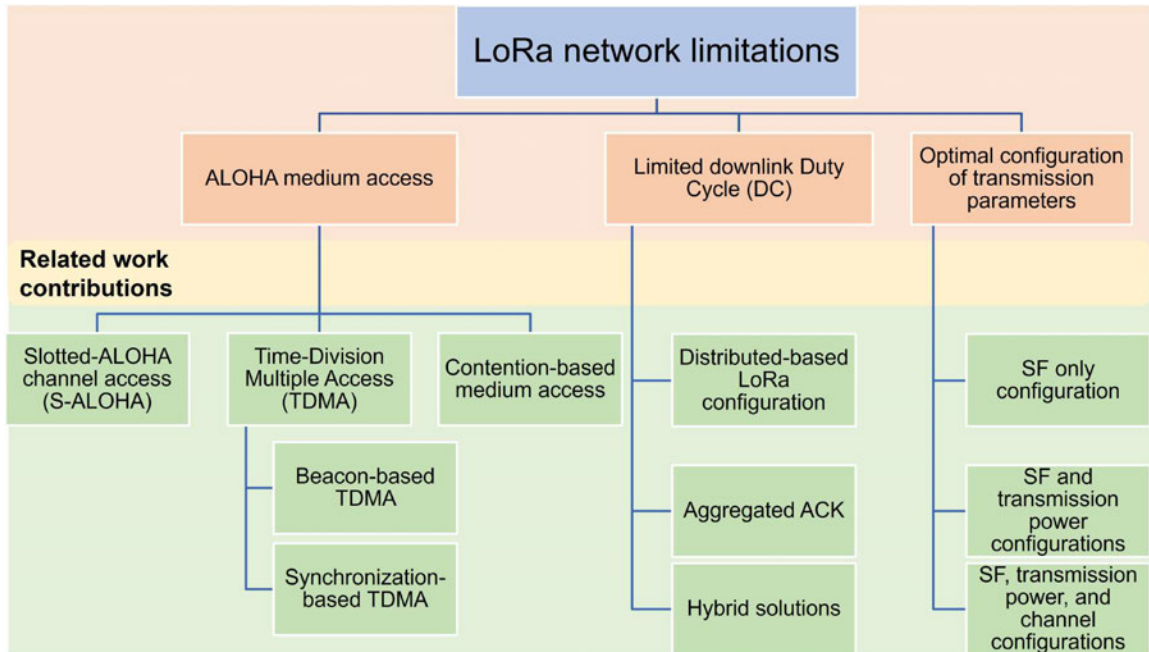 LoRa network limitations
ALOHA medium access
Limited downlink Duty
Cycle (DC)
Optimal configuration
of transmission
parameters
Related work
contributions
Slotted-ALOHA
channel access
(S-ALOHA)
Time-Division
Multiple Access
(TDMA)
Contention-based
medium access
Distributed-based
LoRa
configuration
SF only
configuration
Beacon-based
TDMA
Aggregated ACK
SF and
transmission
power
configurations
Synchronization-
based TDMA
Hybrid solutions
SF, transmission
power, and
channel
configurations